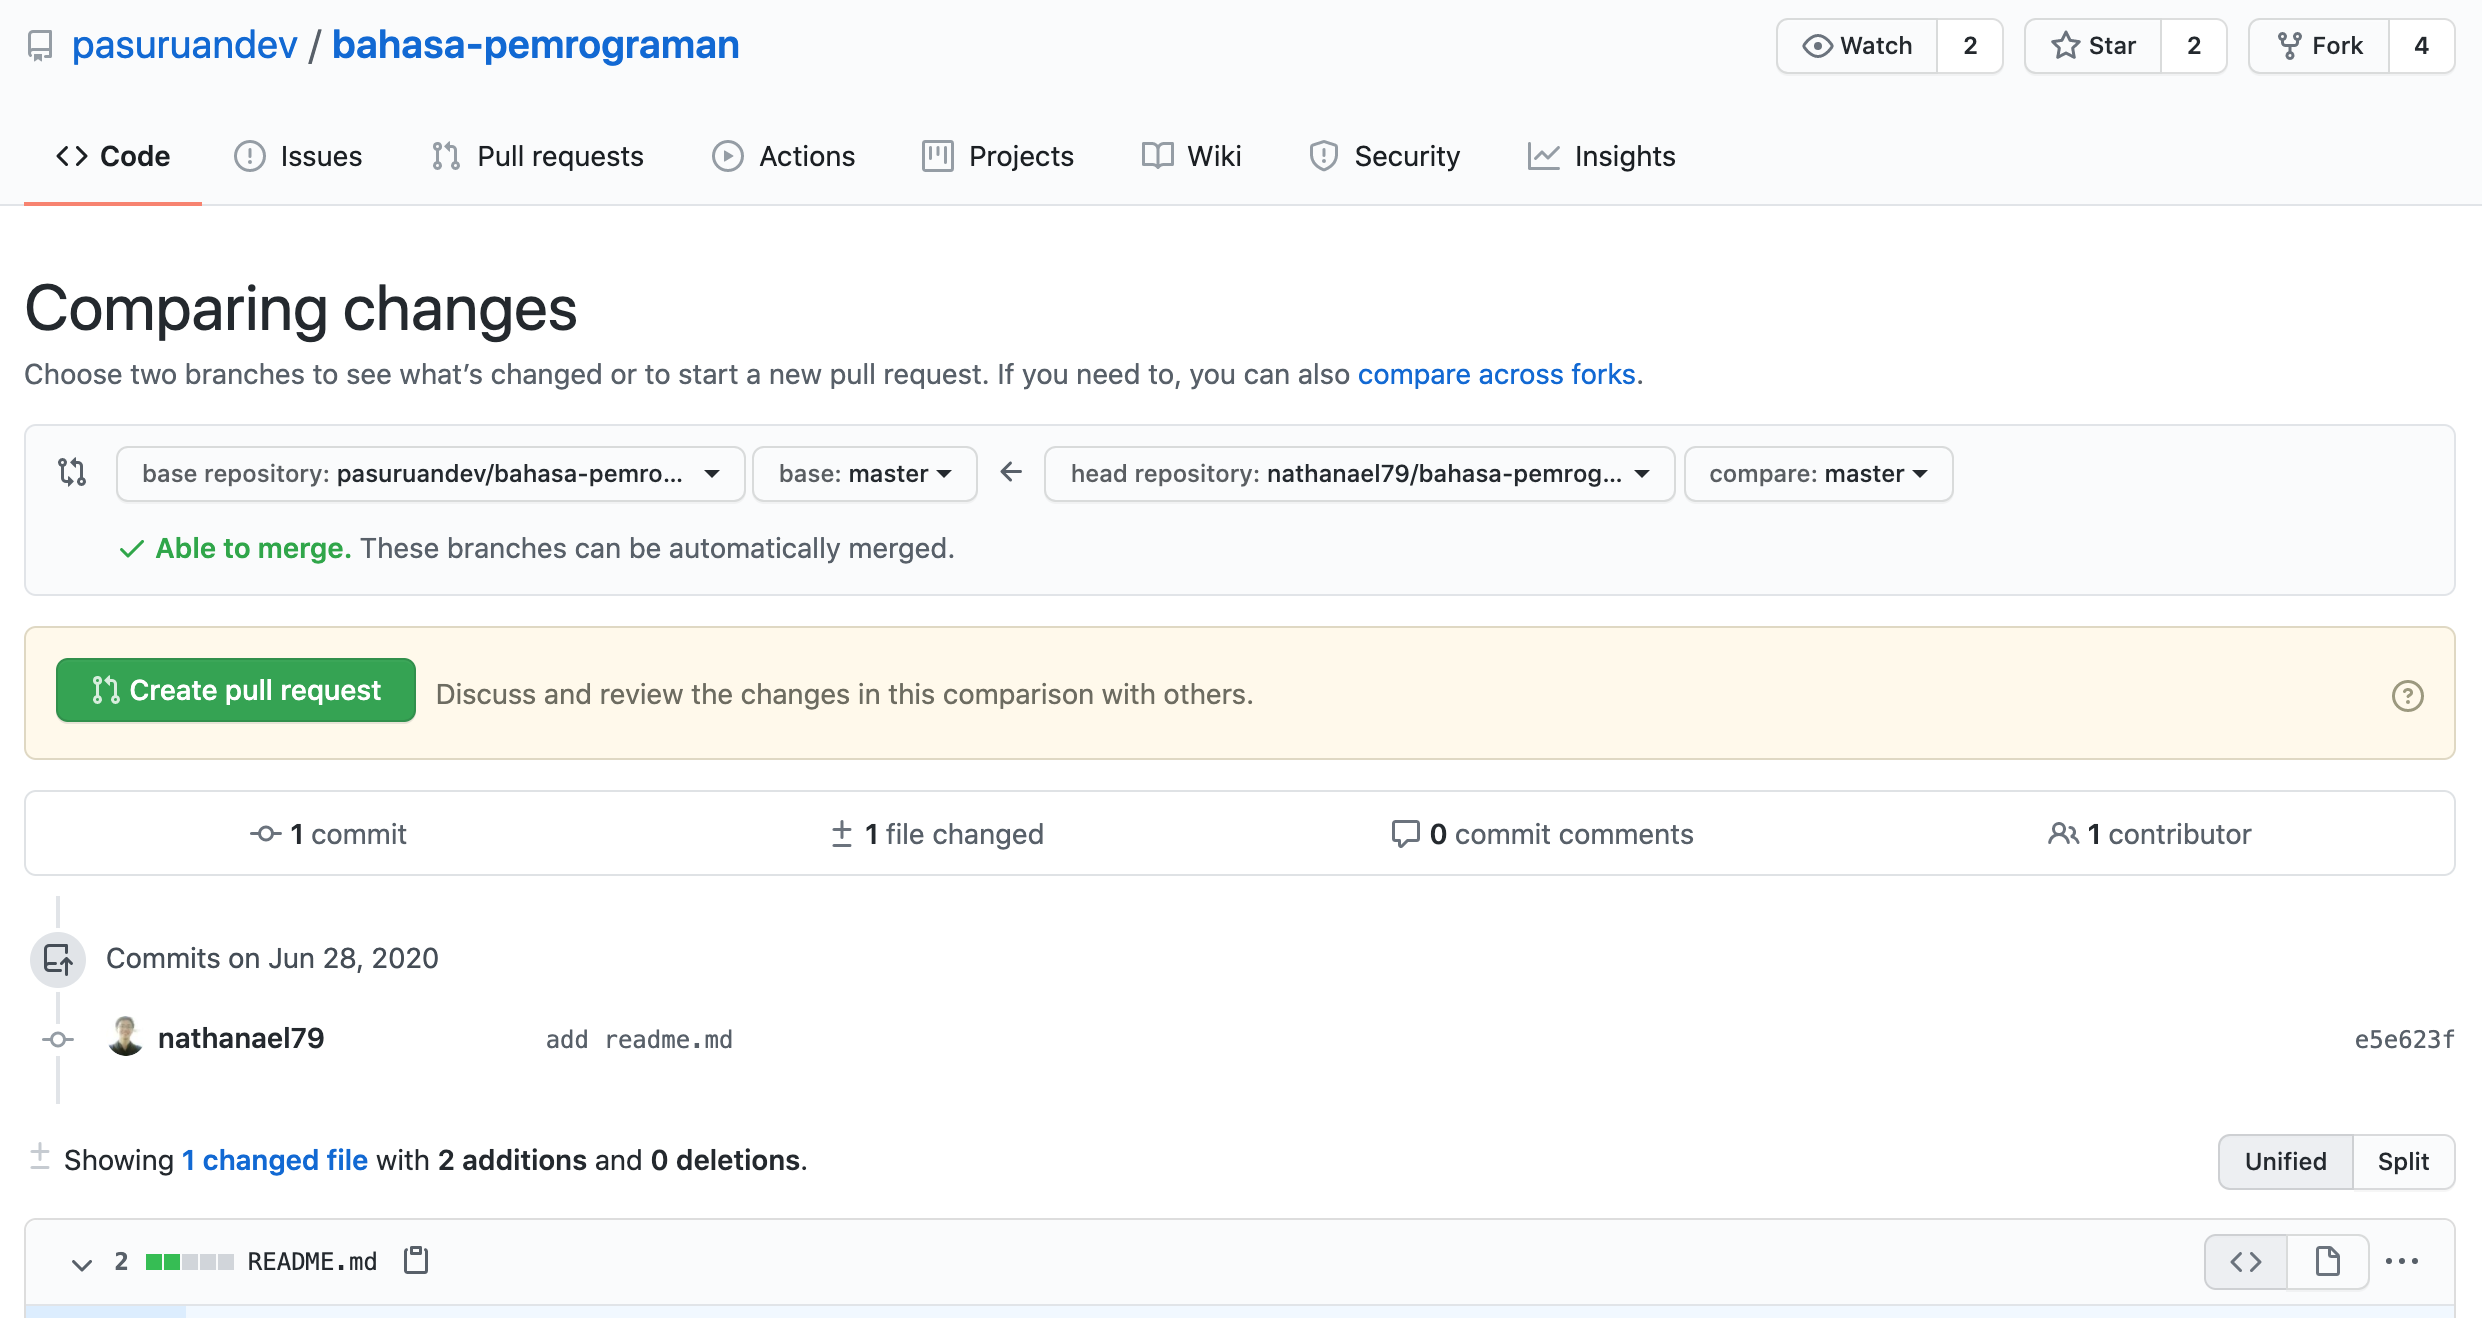 pasuruandev / bahasa-pemrograman
Watch 2 Star 2 Fork 4
Code Issues Pull requests Actions Projects Wiki Security Insights
Comparing changes
Choose two branches to see what’s changed or to start a new pull request. If you need to, you can also compare across forks.
base repository: pasuruandev/bahasa-pemro... base: master head repository: nathanael79/bahasa-pemrog... compare: master
Able to merge. These branches can be automatically merged.
Create pull request Discuss and review the changes in this comparison with others.
1 commit 1 file changed 0 commit comments 1 contributor
Commits on Jun 28, 2020
nathanael79 add readme.md e5e623f
Showing 1 changed file with 2 additions and 0 deletions. Unified Split
2 README.md